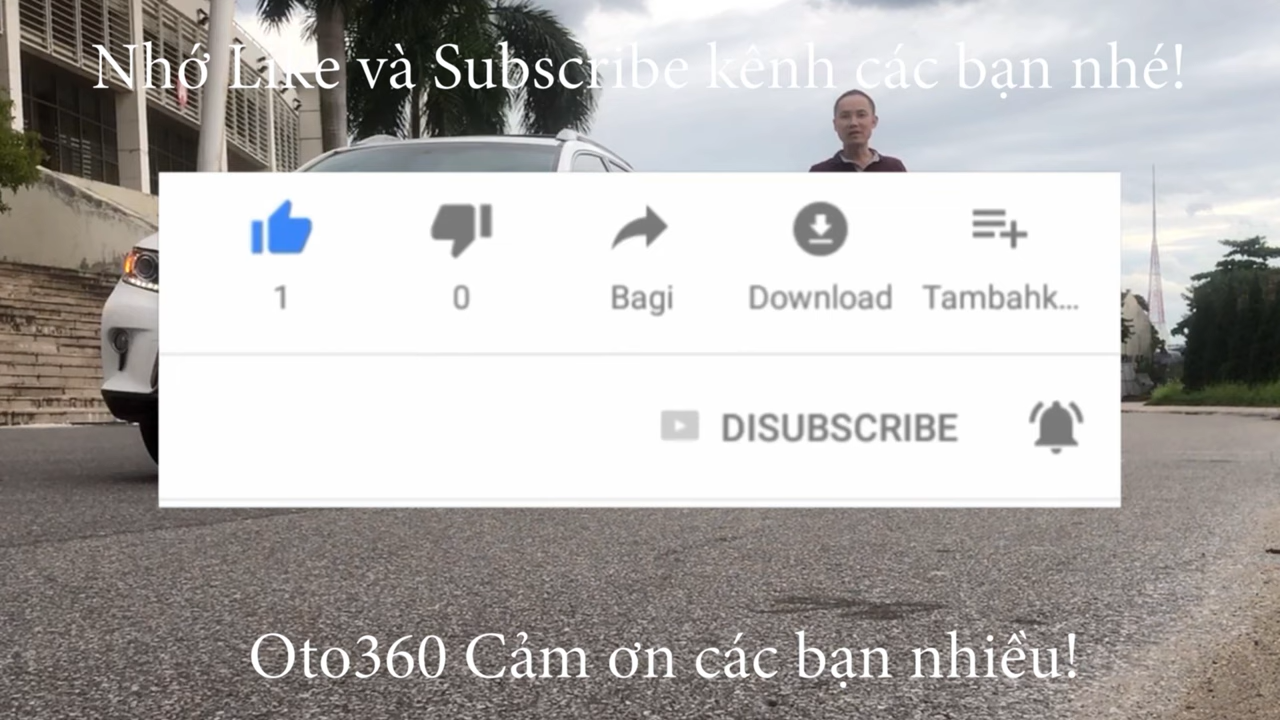 Nhớ Like và Subscribe kênh các bạn nhé!
1 0 Bagi Download Tambahk...
DISUBSCRIBE
Oto360 Cảm ơn các bạn nhiều!